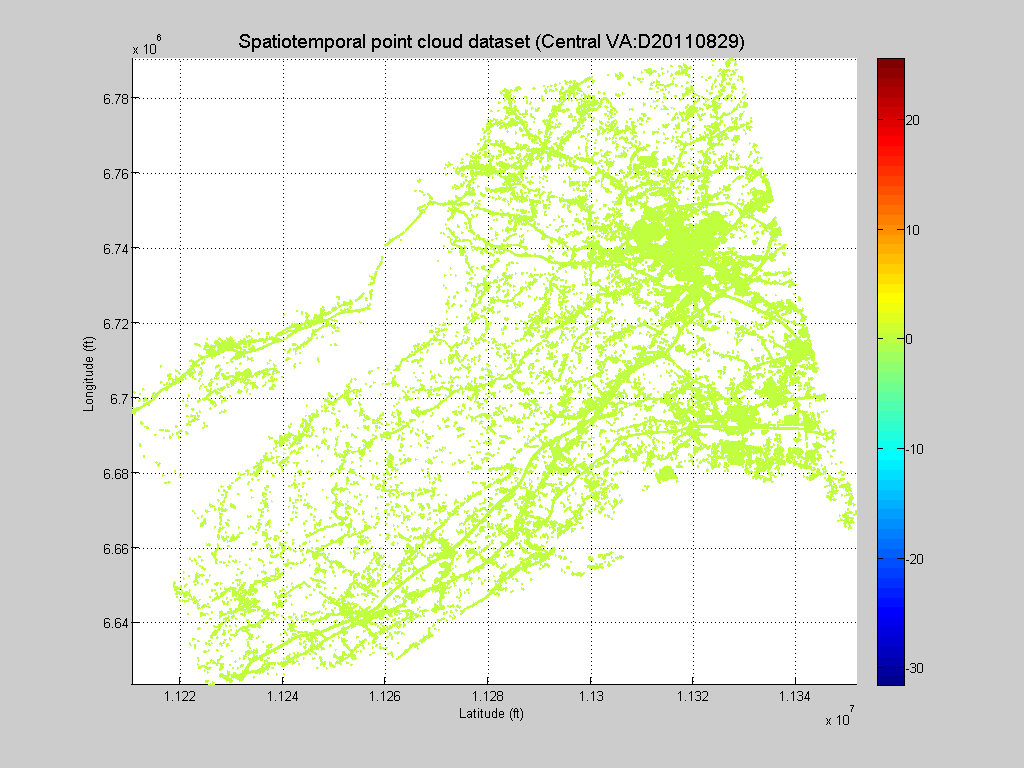 Spatiotemporal point cloud dataset (Central VA:D20110829)
x 10^6
6.78
6.76
6.74
6.72
6.7
6.68
6.66
6.64
Longitude (ft)
1.122 1.124 1.126 1.128 1.13 1.132 1.134
Latitude (ft)
x 10^7
20
10
0
-10
-20
-30